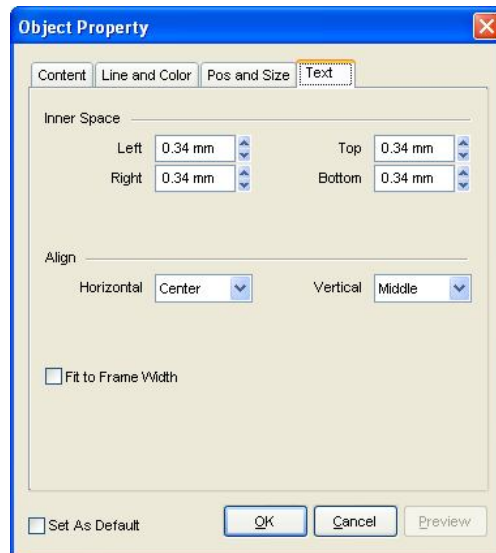 Object Property
Content Line and Color Pos and Size Text
Inner Space
Left 0.34 mm Top 0.34 mm
Right 0.34 mm Bottom 0.34 mm
Align
Horizontal Center Vertical Middle
Fit to Frame Width
Set As Default OK Cancel Preview